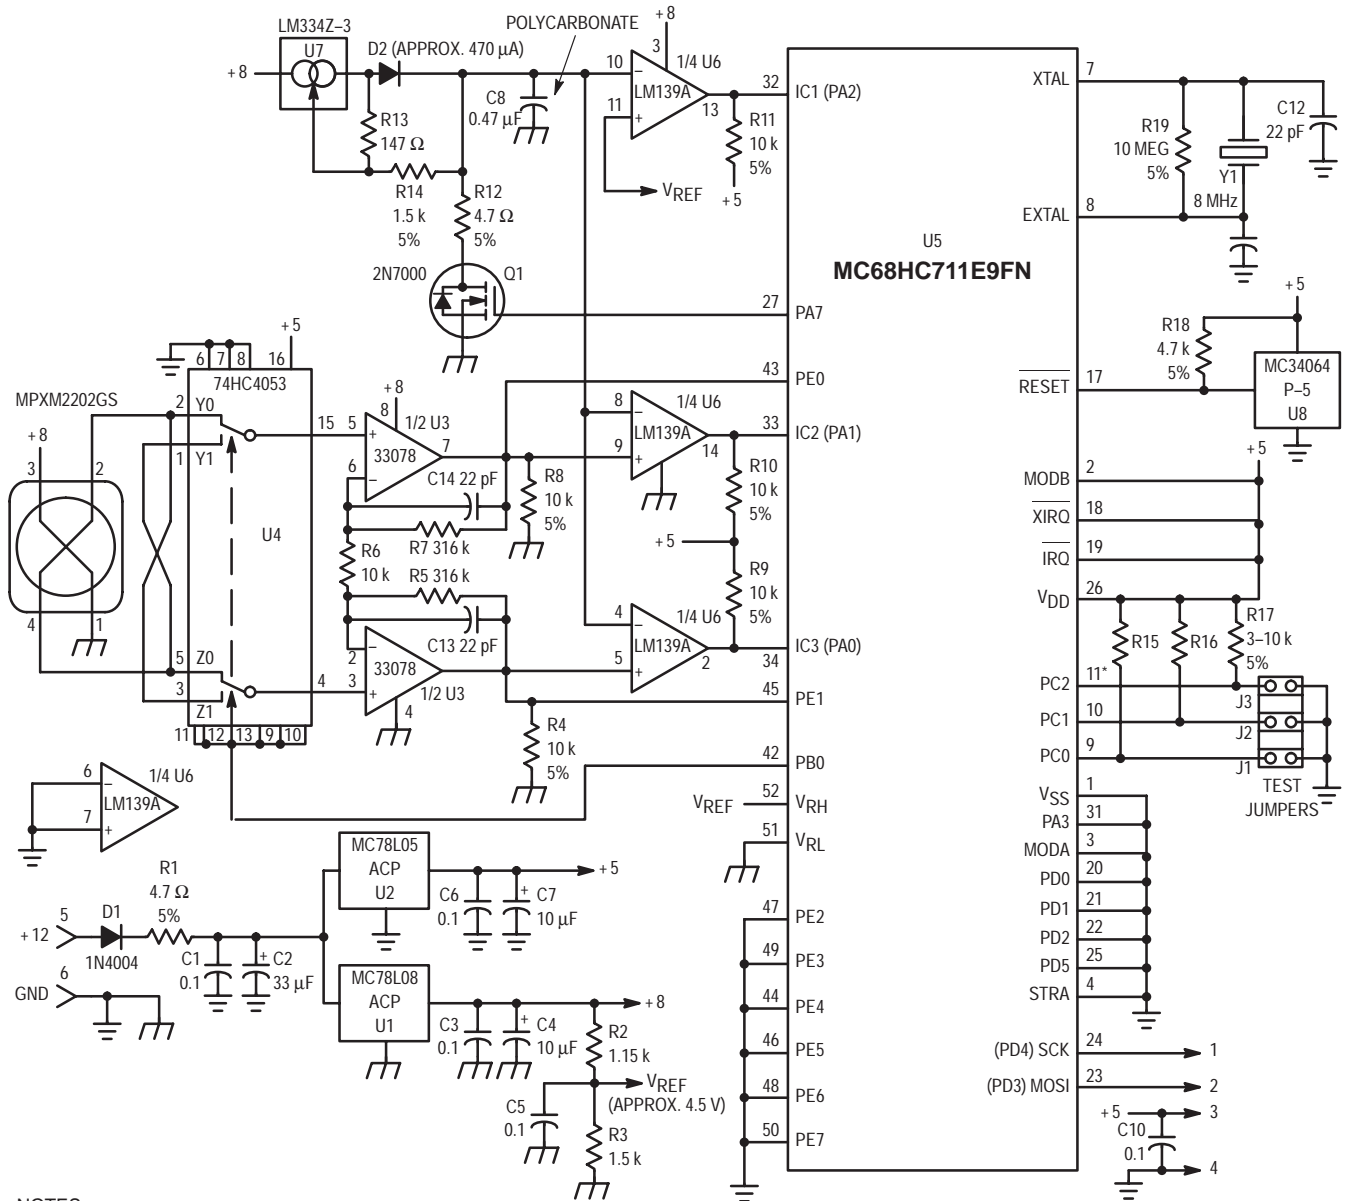 LM334Z–3
U7
+8
D2 (APPROX. 470 µA)
POLYCARBONATE
C8
0.47 µF
R13
147 Ω
R14
1.5 k
5%
R12
4.7 Ω
5%
2N7000
Q1
+8
3
10
11
–
+
1/4 U6
LM139A
13
VREF
R11
10 k
5%
+5
32
IC1 (PA2)
27
PA7
43
PE0
33
IC2 (PA1)
IC3 (PA0)
34
45
PE1
42
PB0
VREF
52
VRH
51
VRL
47
PE2
49
PE3
44
PE4
46
PE5
48
PE6
50
PE7
U5
MC68HC711E9FN
MPXM2202GS
+8
3
2
4
1
+5
6
7
8
16
74HC4053
2
Y0
1
Y1
U4
5
Z0
3
Z1
11
12
13
9
10
15
4
5
6
+
–
+8
8
1/2 U3
33078
7
C14 22 pF
R7 316 k
R6
10 k
R5 316 k
C13 22 pF
R8
10 k
5%
2
3
–
+
33078
1/2 U3
1
4
R4
10 k
5%
8
9
–
+
1/4 U6
LM139A
14
R10
10 k
5%
+5
R9
10 k
5%
4
5
–
+
1/4 U6
LM139A
2
6
7
–
+
1/4 U6
LM139A
+12
5
D1
1N4004
R1
4.7 Ω
5%
6
GND
C1
0.1
+
C2
33 µF
MC78L05
ACP
U2
C6
0.1
+
C7
10 µF
+5
MC78L08
ACP
U1
C3
0.1
+
C4
10 µF
+8
R2
1.15 k
VREF
(APPROX. 4.5 V)
C5
0.1
R3
1.5 k
XTAL
7
R19
10 MEG
5%
Y1
8 MHz
C12
22 pF
EXTAL
8
+5
R18
4.7 k
5%
MC34064
P–5
U8
RESET
17
+5
MODB
2
XIRQ
18
IRQ
19
VDD
26
R15
R16
R17
3–10 k
5%
PC2
11*
J3
PC1
10
J2
PC0
9
J1
TEST
JUMPERS
VSS
1
PA3
31
MODA
3
PD0
20
PD1
21
PD2
22
PD5
25
STRA
4
(PD4) SCK
24
1
(PD3) MOSI
23
2
+5
3
C10
0.1
4